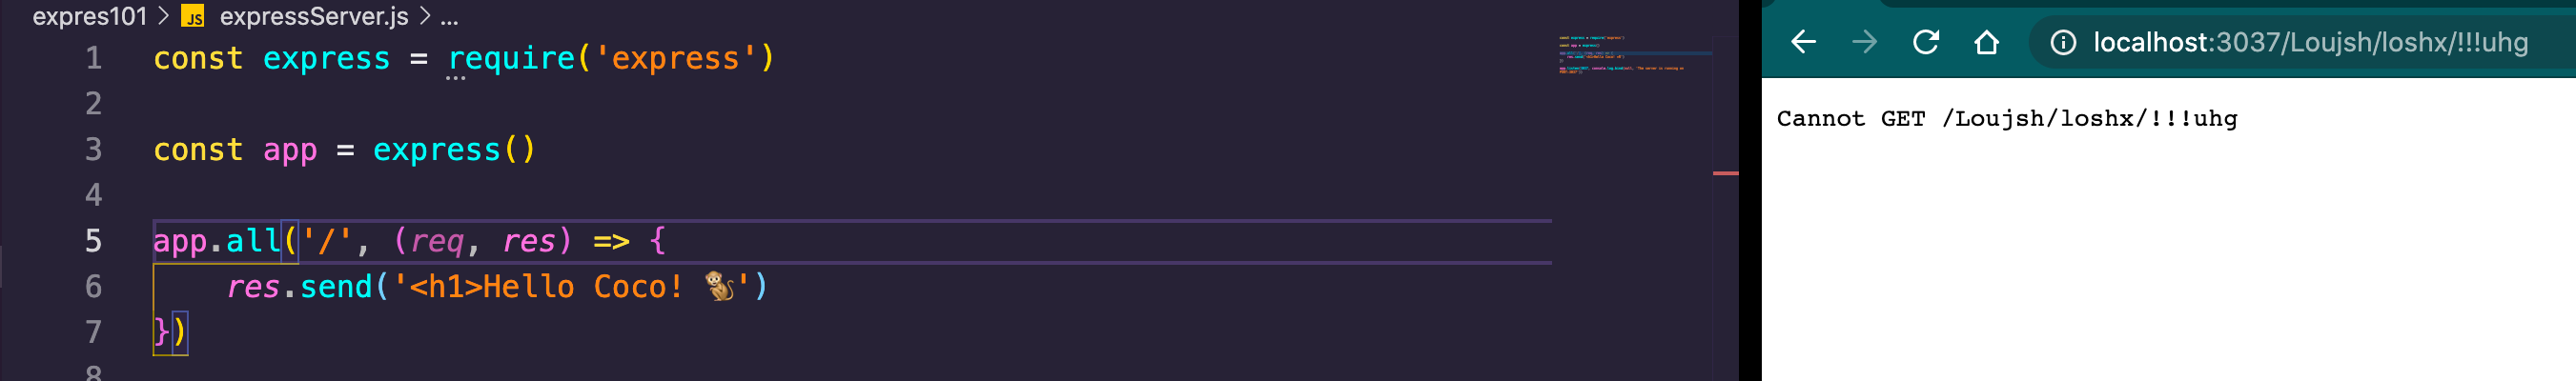 expres101 > JS expressServer.js > ...
1 const express = require('express')
2
3 const app = express()
4
5 app.all('/', (req, res) => {
6 res.send('<h1>Hello Coco! 🐒')
7 })
8
localhost:3037/Loujsh/loshx/!!!uhg
Cannot GET /Loujsh/loshx/!!!uhg